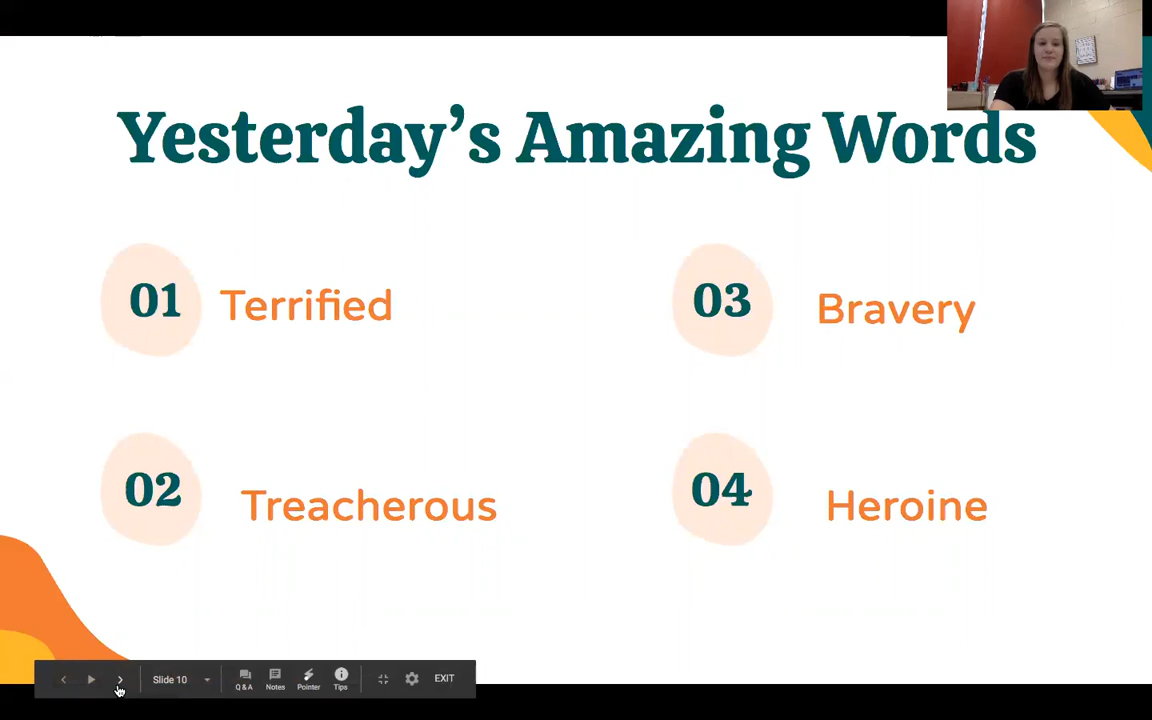 Yesterday's Amazing Words
01 Terrified
03 Bravery
02 Treacherous
04 Heroine
Slide 10
Q&A
Notes
Pointer
Tips
EXIT